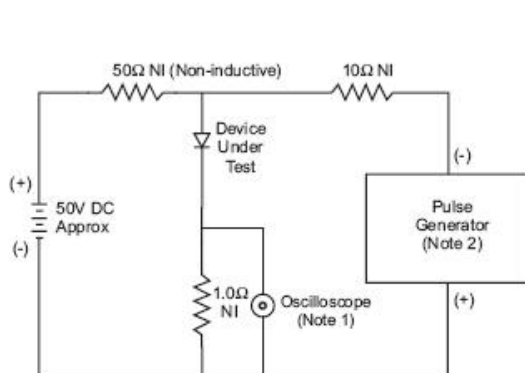 50Ω NI (Non-inductive)
10Ω NI
Device
Under
Test
(-)
(+)
50V DC
Approx
(-)
Pulse
Generator
(Note 2)
1.0Ω
NI
Oscilloscope
(Note 1)
(+)